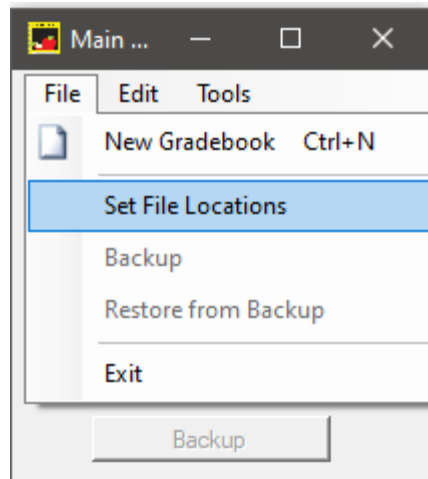 Main ...
File Edit Tools
New Gradebook Ctrl+N
Set File Locations
Backup
Restore from Backup
Exit
Backup